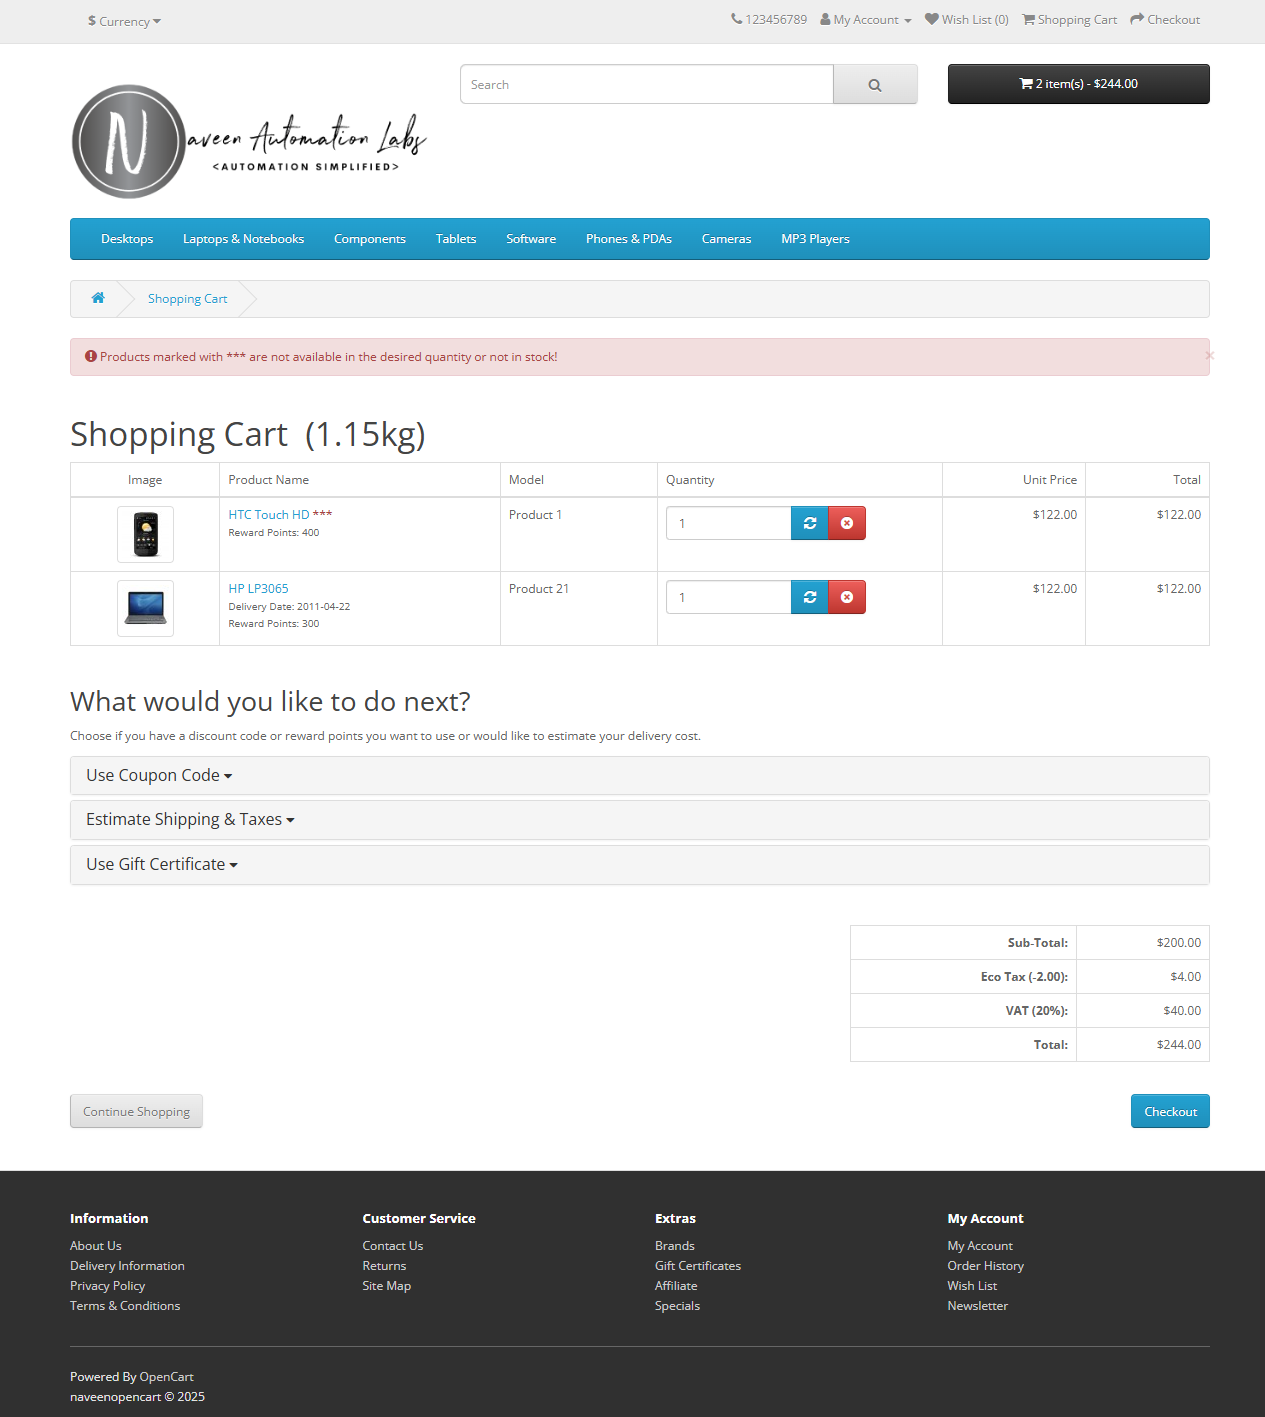 $ Currency
123456789 My Account Wish List (0) Shopping Cart Checkout
Search
2 item(s) - $244.00
N
aveen Automation Labs
<AUTOMATION SIMPLIFIED>
Desktops Laptops & Notebooks Components Tablets Software Phones & PDAs Cameras MP3 Players
Shopping Cart
Products marked with *** are not available in the desired quantity or not in stock! ×
Shopping Cart (1.15kg)
Image Product Name Model Quantity Unit Price Total
HTC Touch HD *** Product 1 1 $122.00 $122.00
Reward Points: 400
HP LP3065 Product 21 1 $122.00 $122.00
Delivery Date: 2011-04-22
Reward Points: 300
What would you like to do next?
Choose if you have a discount code or reward points you want to use or would like to estimate your delivery cost.
Use Coupon Code
Estimate Shipping & Taxes
Use Gift Certificate
Sub-Total: $200.00
Eco Tax (-2.00): $4.00
VAT (20%): $40.00
Total: $244.00
Continue Shopping Checkout
Information Customer Service Extras My Account
About Us Contact Us Brands My Account
Delivery Information Returns Gift Certificates Order History
Privacy Policy Site Map Affiliate Wish List
Terms & Conditions Specials Newsletter
Powered By OpenCart
naveenopencart © 2025